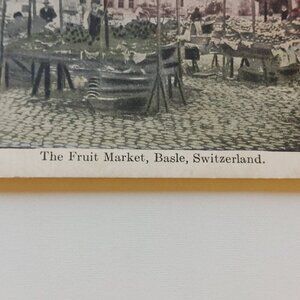 The Fruit Market, Basle, Switzerland.